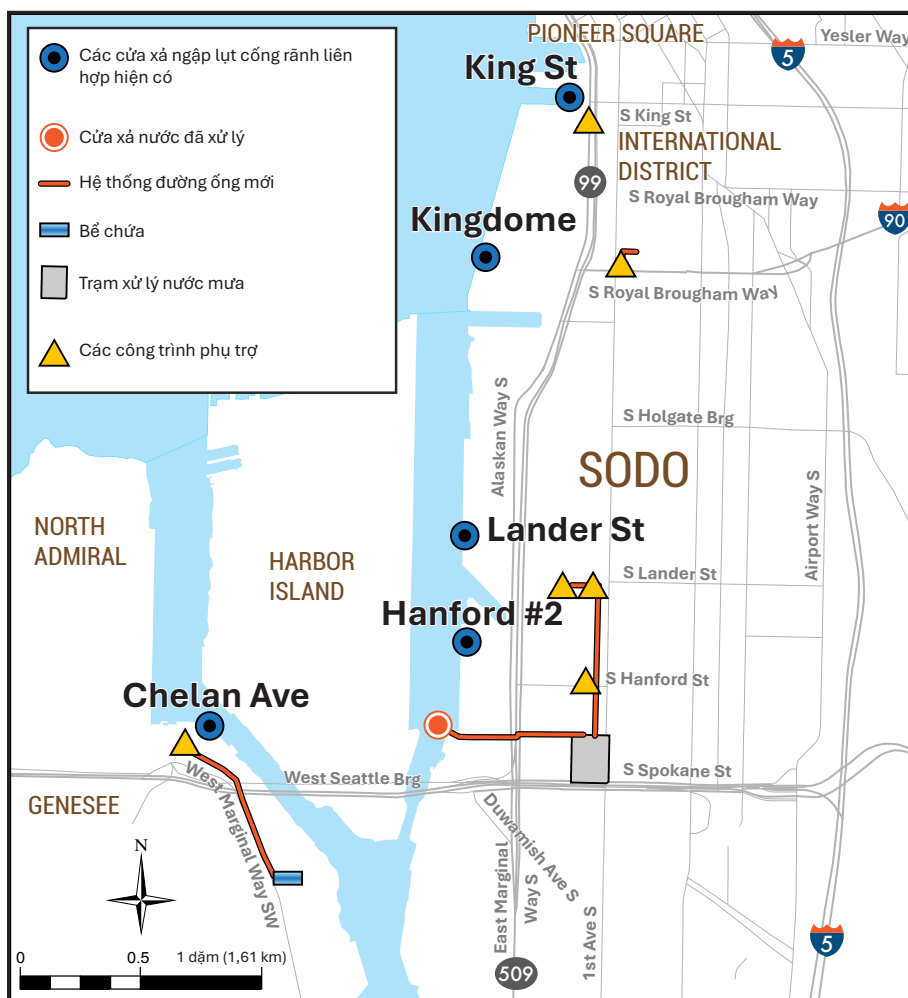 Các cửa xả ngập lụt cống rãnh liên
hợp hiện có
Cửa xả nước đã xử lý
Hệ thống đường ống mới
Bể chứa
Trạm xử lý nước mưa
Các công trình phụ trợ
PIONEER SQUARE
Yesler Way
5
King St
S King St
INTERNATIONAL
DISTRICT
99
S Royal Brougham Way
90
Kingdome
S Royal Brougham Way
Alaskan Way S
S Holgate Brg
SODO
Airport Way S
NORTH
ADMIRAL
HARBOR
ISLAND
Lander St
S Lander St
Hanford #2
S Hanford St
Chelan Ave
West Seattle Brg
S Spokane St
GENESEE
West Marginal Way SW
Duwamish Ave S
East Marginal
Way S
1st Ave S
N
5
509
0
0.5
1 dặm (1,61 km)